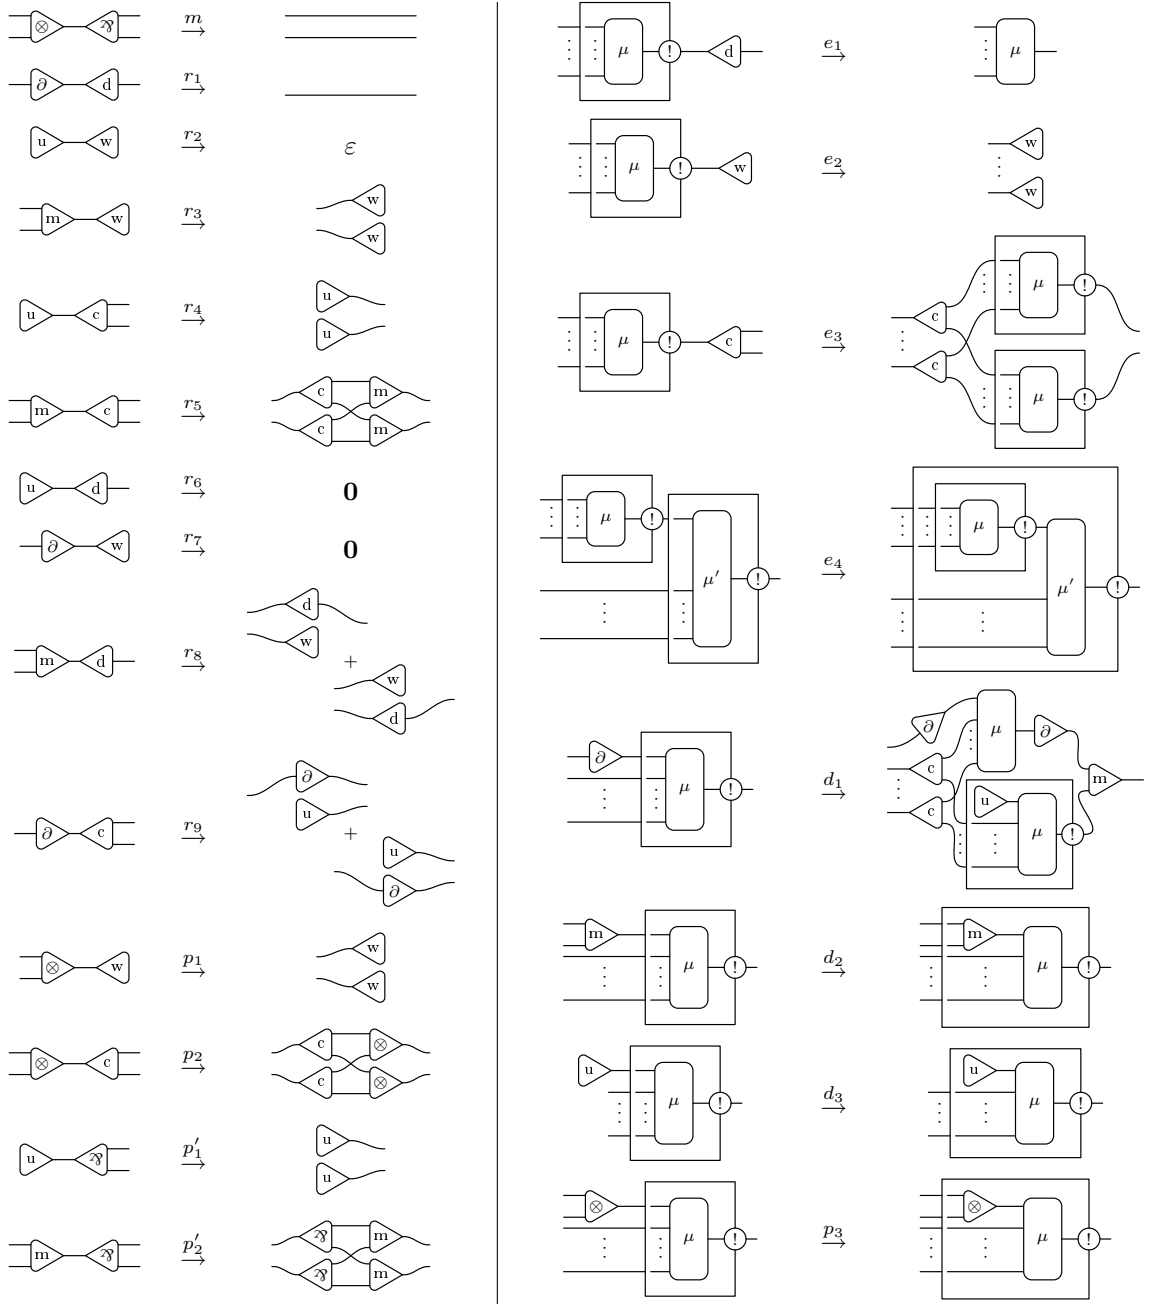 ⊗ ⅋ m →
∂ d r₁ →
u w r₂ → ε
m w r₃ → w
w
u c r₄ → u
u
m c r₅ → c m
c m
u d r₆ → 0
∂ w r₇ → 0
d
w
m d r₈ → +
w
d
∂
u
∂ c r₉ → +
u
∂
⊗ w p₁ → w
w
⊗ c p₂ → c ⊗
c ⊗
u ⅋ p′₁ → u
u
m ⅋ p′₂ → ⅋ m
⅋ m
μ ! d e₁ → μ
μ ! w e₂ → w
w
μ ! c e₃ → c μ !
c μ !
μ ! μ′ ! e₄ → μ ! μ′ !
∂ μ ! d₁ → ∂ μ ∂
c m
c u μ !
m μ ! d₂ → m μ !
u μ ! d₃ → u μ !
⊗ μ ! p₃ → ⊗ μ !